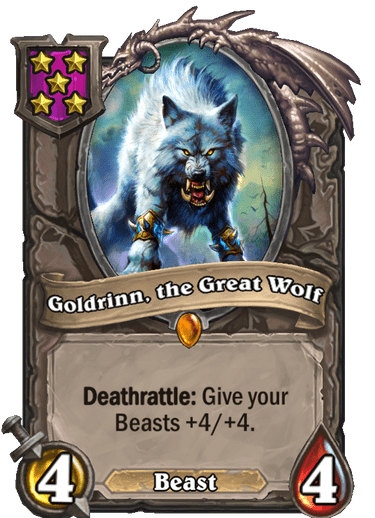 Goldrinn, the Great Wolf
Deathrattle: Give your
Beasts +4/+4.
4
Beast
4